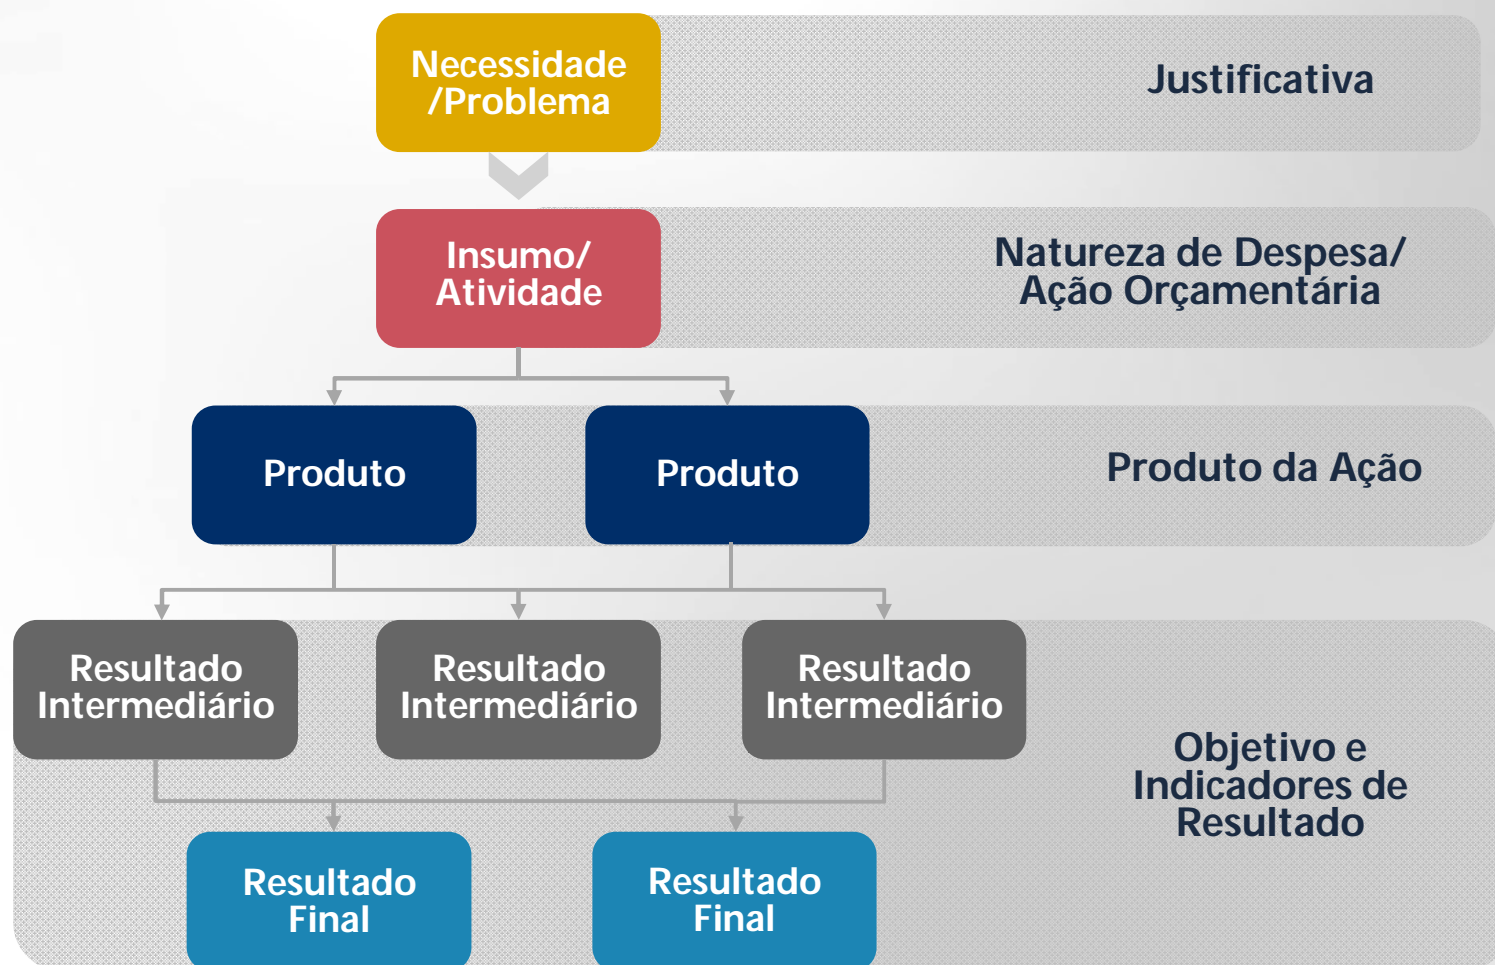 Necessidade
/Problema
Justificativa
Insumo/
Atividade
Natureza de Despesa/
Ação Orçamentária
Produto
Produto
Produto da Ação
Resultado
Intermediário
Resultado
Intermediário
Resultado
Intermediário
Objetivo e
Indicadores de
Resultado
Resultado
Final
Resultado
Final